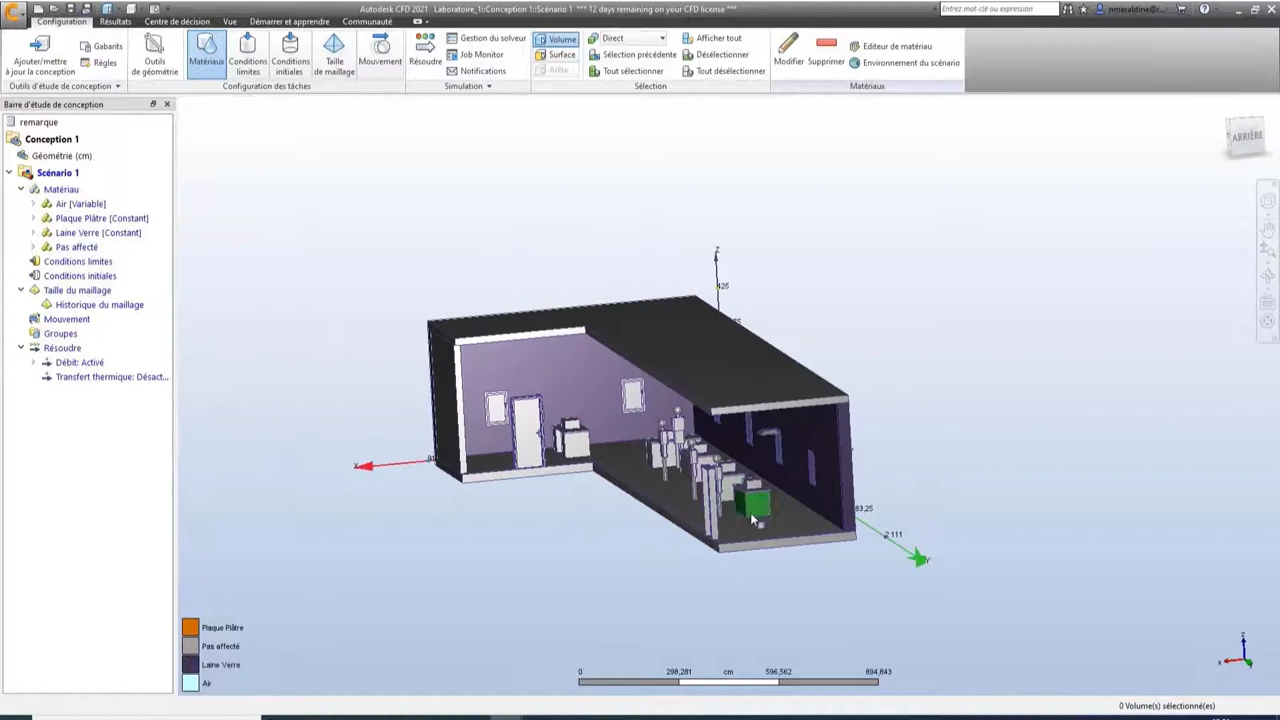 Autodesk CFD 2021 Laboratoire_1::Conception 1::Scénario 1 *** 12 days remaining on your CFD license ***
Entrez mot-clé ou expression
nmerabtine@r...
Configuration
Résultats
Centre de décision
Vue
Démarrer et apprendre
Communauté
Ajouter/mettre
à jour la conception
Gabarits
Règles
Outils
de géométrie
Matériaux
Conditions
limites
Conditions
initiales
Taille
de maillage
Mouvement
Résoudre
Gestion du solveur
Job Monitor
Notifications
Volume
Surface
Arête
Direct
Sélection précédente
Tout sélectionner
Afficher tout
Désélectionner
Tout désélectionner
Modifier
Supprimer
Editeur de matériau
Environnement du scénario
Outils d'étude de conception
Configuration des tâches
Simulation
Sélection
Matériaux
Barre d'étude de conception
remarque
Conception 1
Géométrie (cm)
Scénario 1
Matériau
Air [Variable]
Plaque Plâtre [Constant]
Laine Verre [Constant]
Pas affecté
Conditions limites
Conditions initiales
Taille du maillage
Historique du maillage
Mouvement
Groupes
Résoudre
Débit: Activé
Transfert thermique: Désact...
ARRIÈRE
Z
425
X
83,25
2 111
Y
Plaque Plâtre
Pas affecté
Laine Verre
Air
0
298,281
cm
596,562
894,843
z
x
0 Volume(s) sélectionné(es)